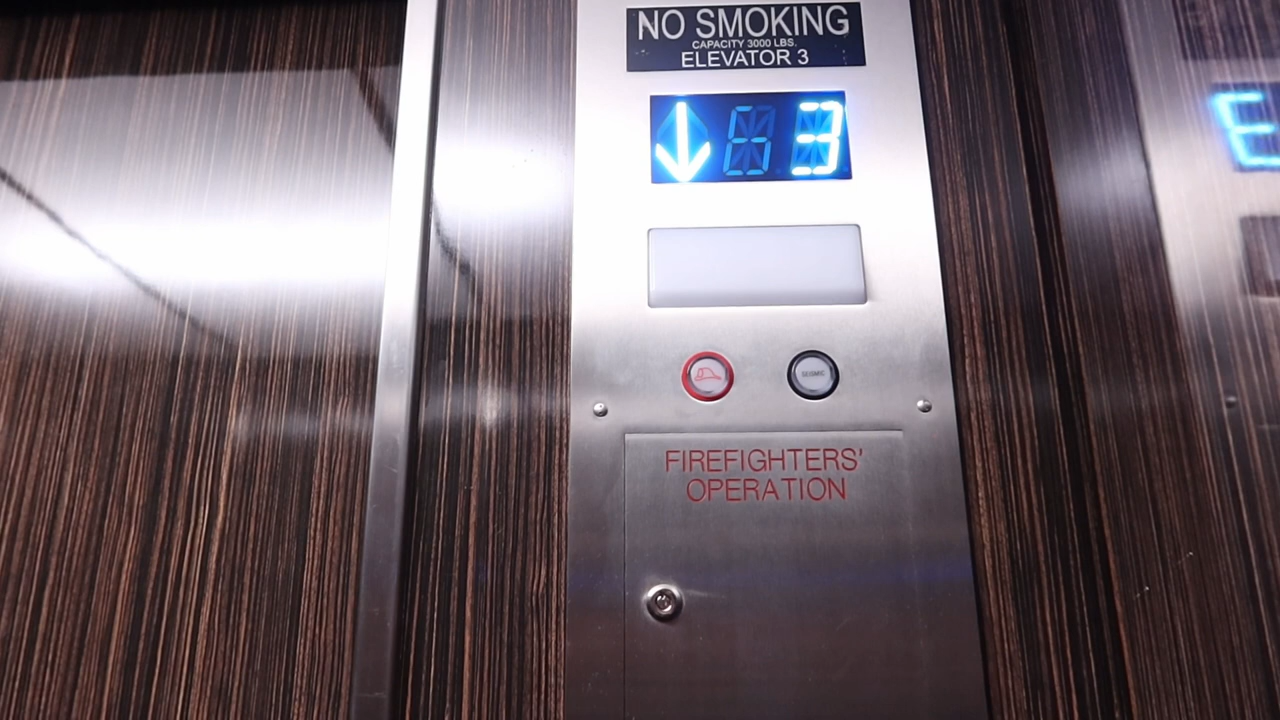 NO SMOKING
CAPACITY 3000 LBS.
ELEVATOR 3
↓ 3
SEISMIC
FIREFIGHTERS'
OPERATION